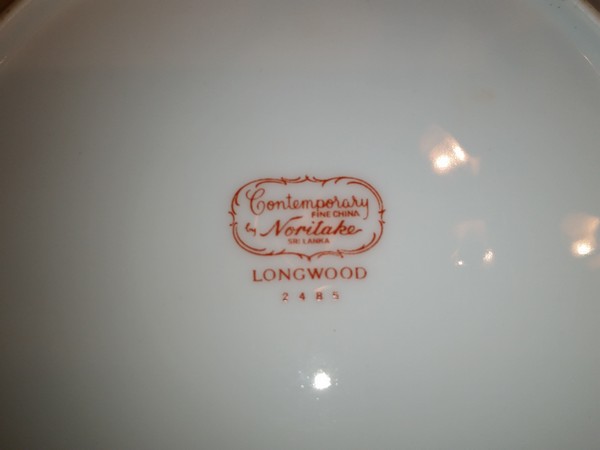 Contemporary
FINE CHINA
by Noritake
SRI LANKA
LONGWOOD
2485